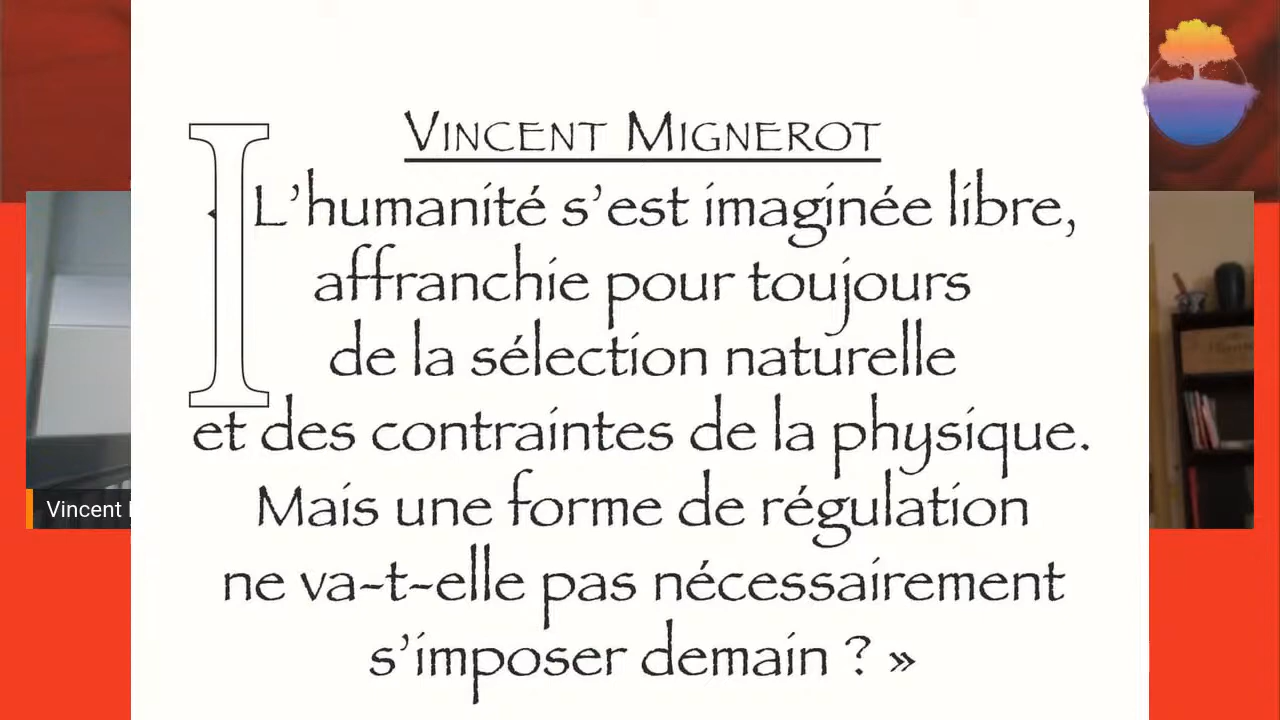 VINCENT MIGNEROT
I
L’humanité s’est imaginée libre,
affranchie pour toujours
de la sélection naturelle
et des contraintes de la physique.
Mais une forme de régulation
ne va-t-elle pas nécessairement
s’imposer demain ? »
Vincent